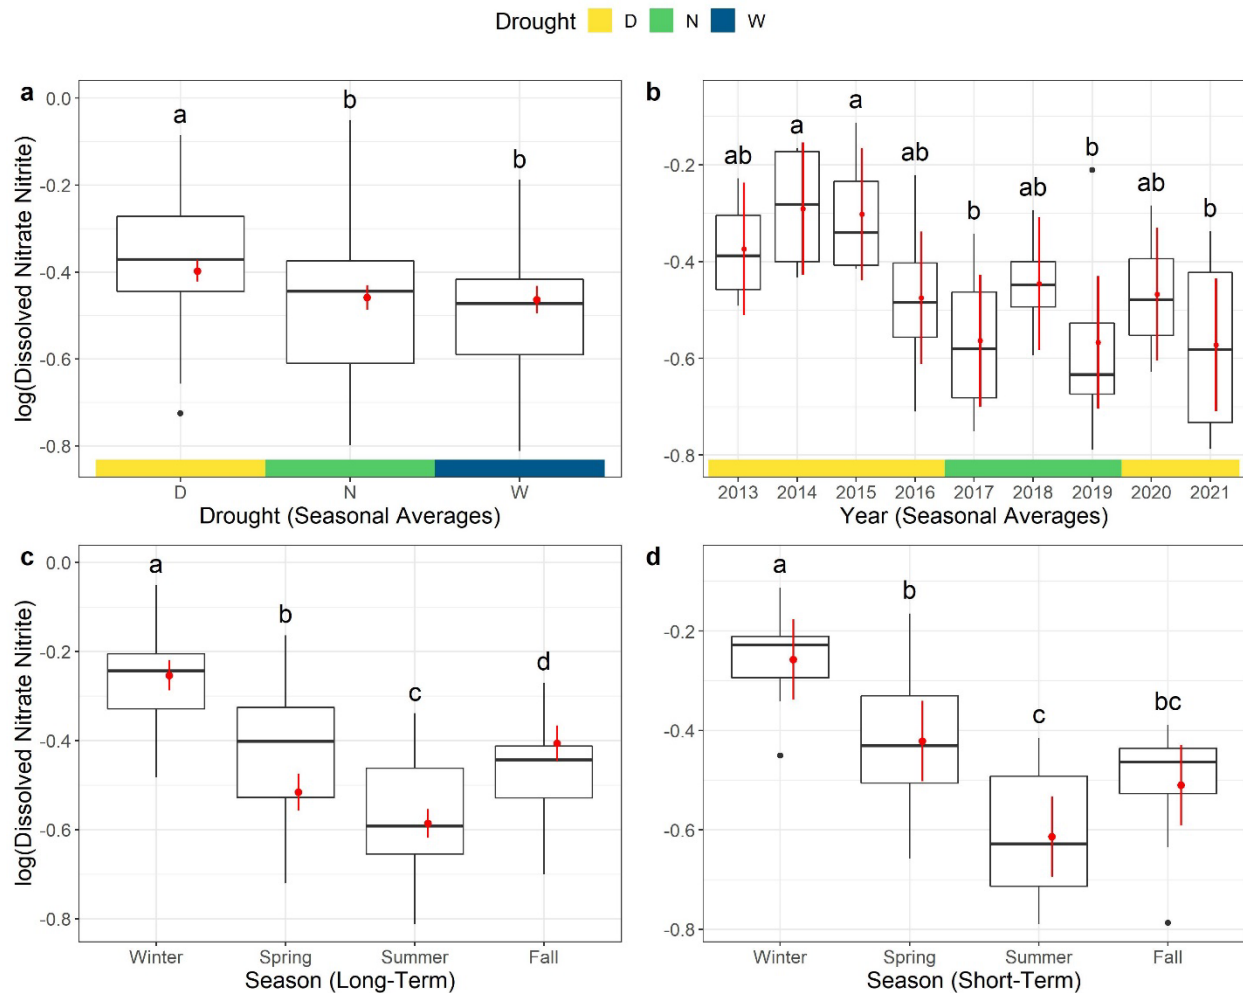 Drought D N W
a
b
0.0
-0.2
-0.4
-0.6
-0.8
a b b
log(Dissolved Nitrate Nitrite)
D N W
Drought (Seasonal Averages)
-0.2
-0.4
-0.6
-0.8
ab a a ab b ab b ab b
2013 2014 2015 2016 2017 2018 2019 2020 2021
Year (Seasonal Averages)
c
d
0.0
-0.2
-0.4
-0.6
-0.8
a b c d
log(Dissolved Nitrate Nitrite)
Winter Spring Summer Fall
Season (Long-Term)
-0.2
-0.4
-0.6
-0.8
a b c bc
Winter Spring Summer Fall
Season (Short-Term)